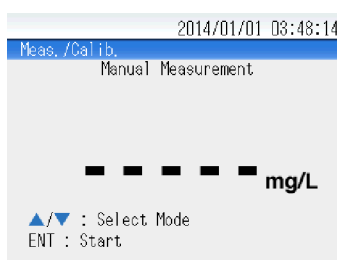 2014/01/01 03:48:14
Meas./Calib.
Manual Measurement
- - - - - mg/L
▲/▼ : Select Mode
ENT : Start